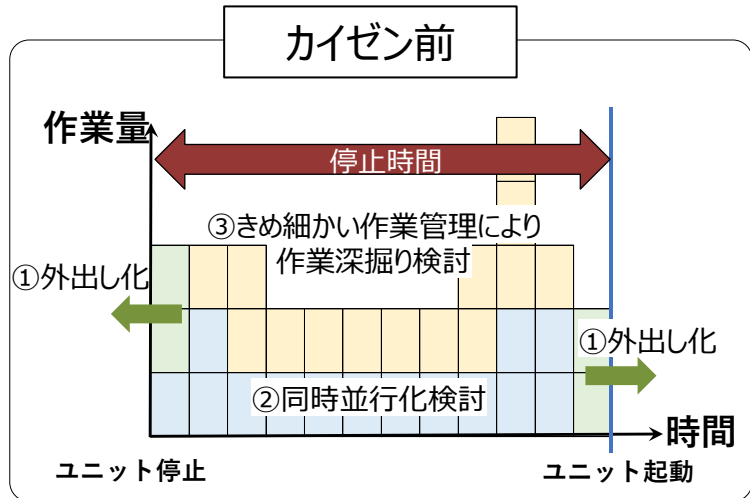 カイゼン前
作業量
停止時間
③きめ細かい作業管理により
作業深掘り検討
①外出し化
①外出し化
②同時並行化検討
時間
ユニット停止
ユニット起動